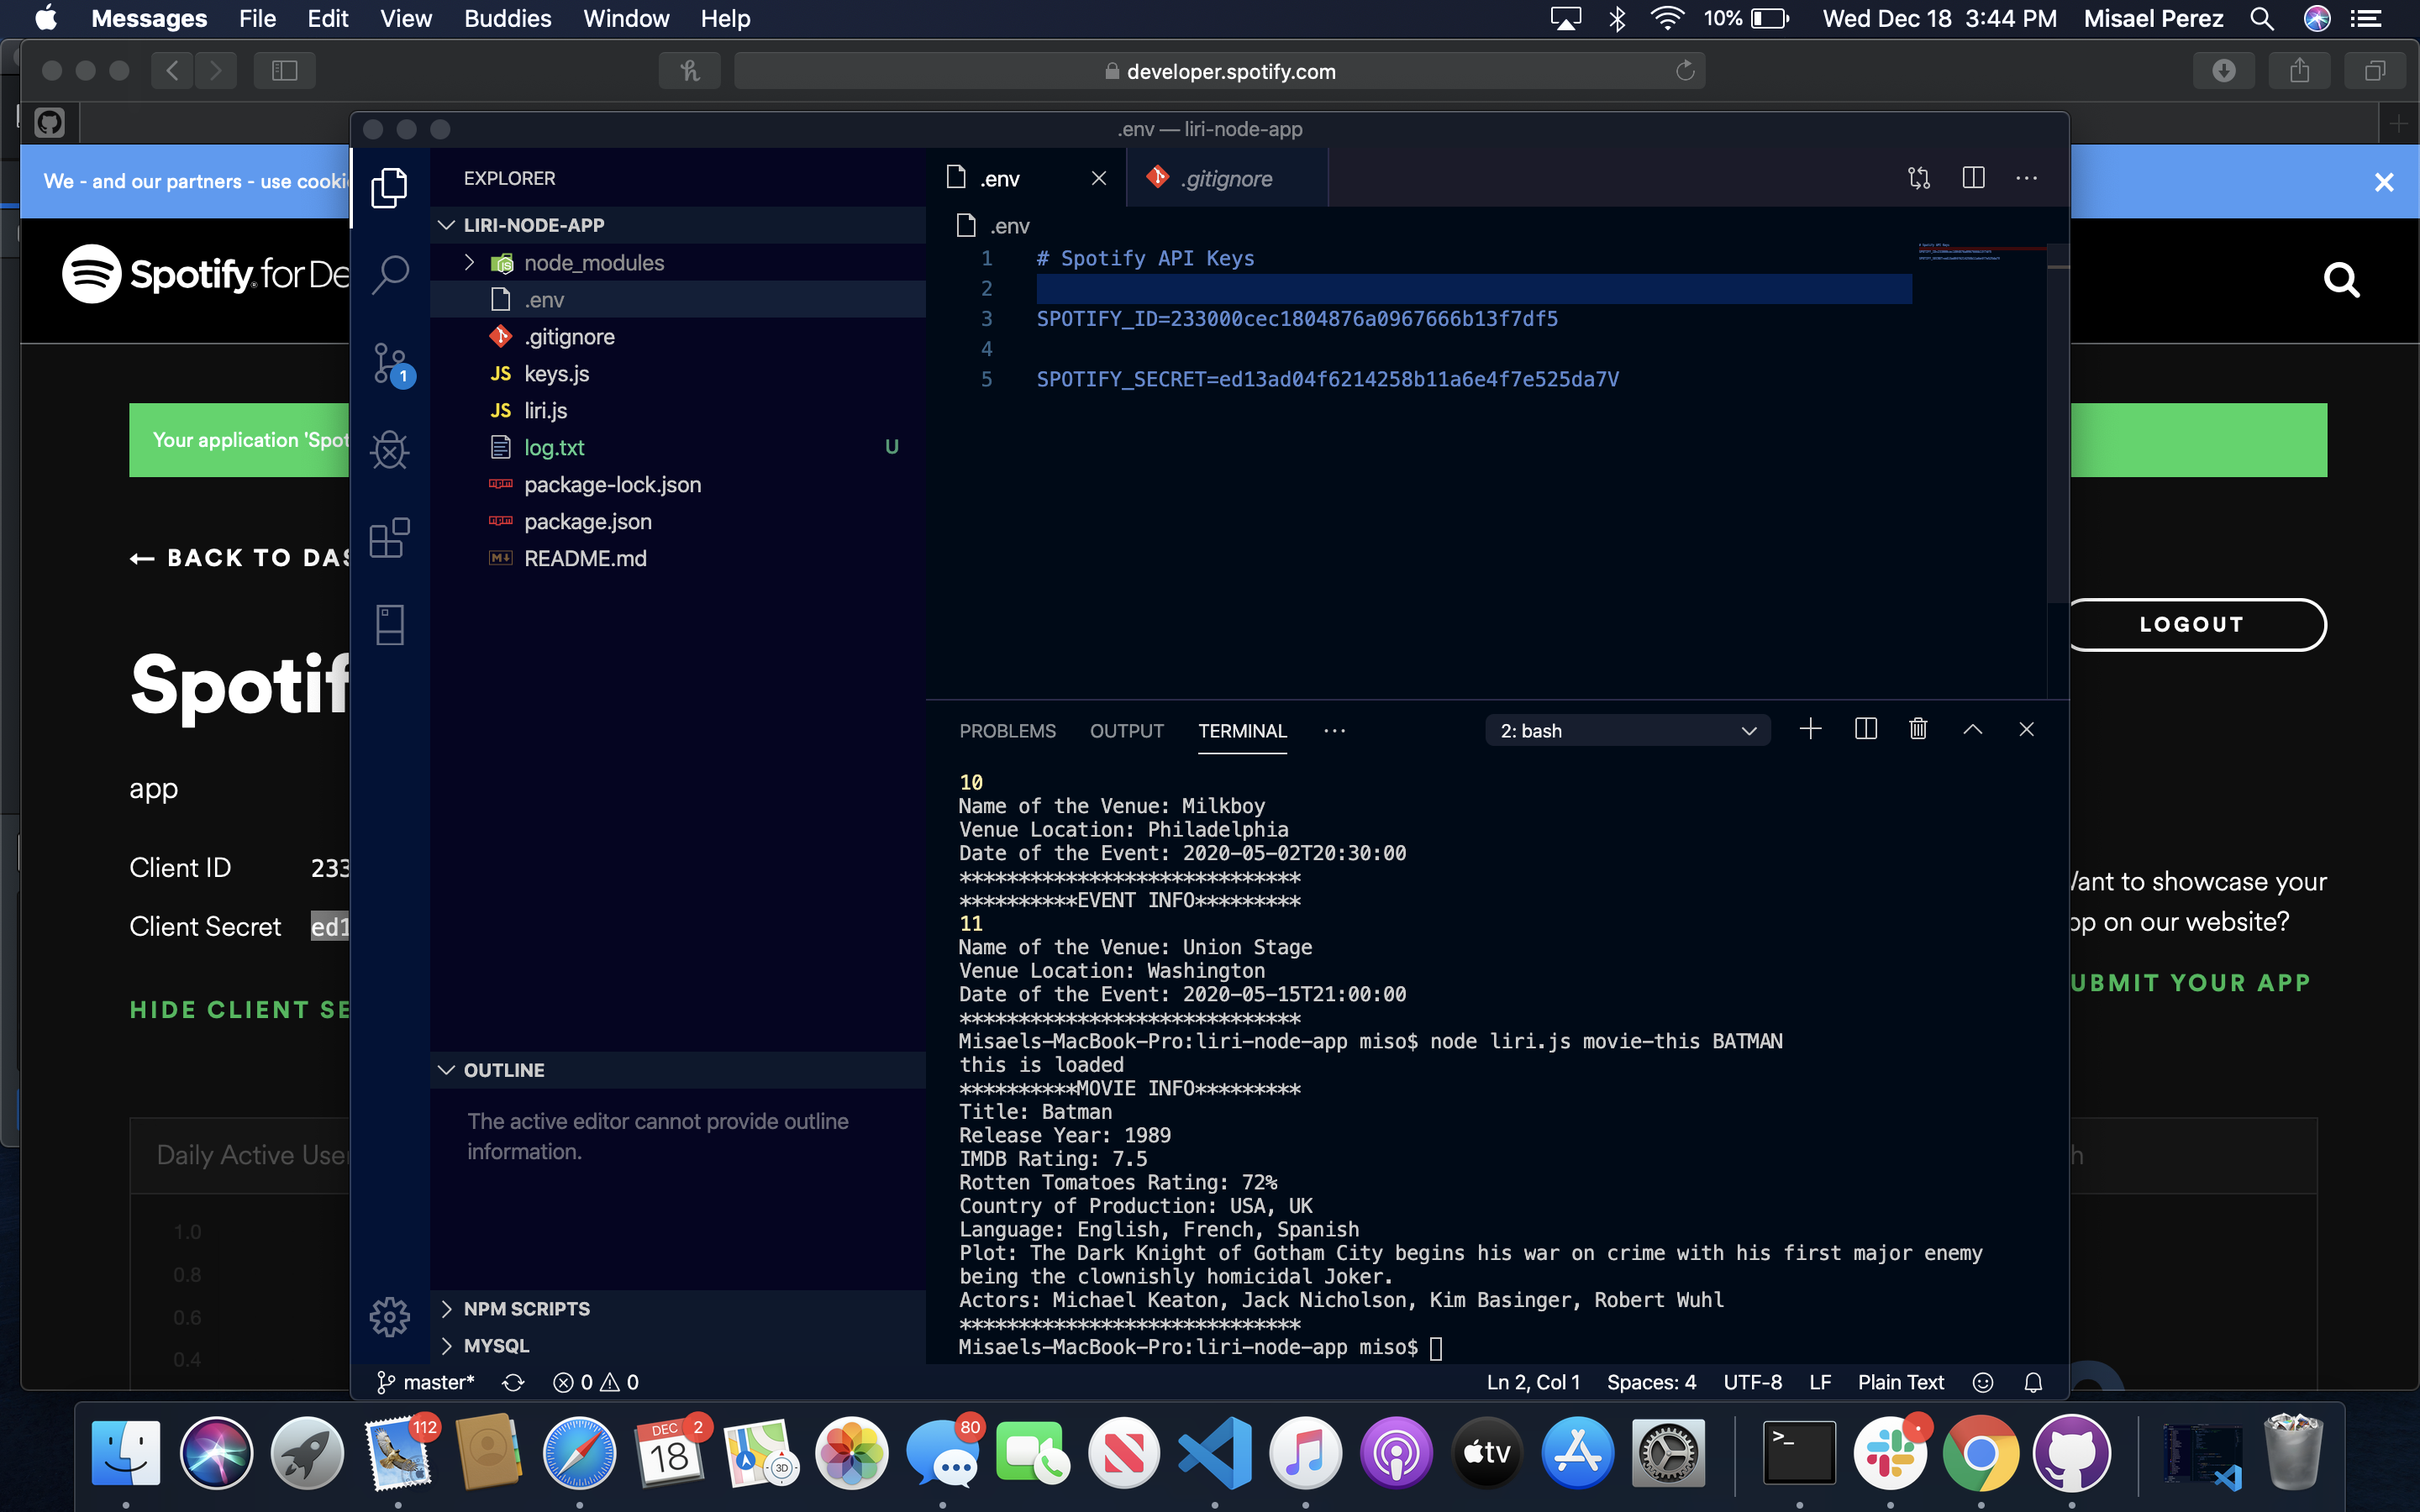 Messages File Edit View Buddies Window Help 10% Wed Dec 18 3:44 PM Misael Perez
developer.spotify.com
.env — liri-node-app
We - and our partners - use
Spotify for
Your application
← BACK TO
LOGOUT
app
Client ID 233
Client Secret ed1
HIDE CLIENT
to showcase your
on our website?
YOUR APP
Daily Active
1.0
0.8
0.6
0.4
EXPLORER
LIRI-NODE-APP
node_modules
.env
.gitignore
JS keys.js
JS liri.js
log.txt U
package-lock.json
package.json
README.md
1
OUTLINE
The active editor cannot provide outline
information.
NPM SCRIPTS
MYSQL
.env .gitignore
.env
1 # Spotify API Keys
2
3 SPOTIFY_ID=233000cec1804876a0967666b13f7df5
4
5 SPOTIFY_SECRET=ed13ad04f6214258b11a6e4f7e525da7V
PROBLEMS OUTPUT TERMINAL ··· 2: bash
10
Name of the Venue: Milkboy
Venue Location: Philadelphia
Date of the Event: 2020-05-02T20:30:00
*****************************
**********EVENT INFO*********
11
Name of the Venue: Union Stage
Venue Location: Washington
Date of the Event: 2020-05-15T21:00:00
*****************************
Misaels-MacBook-Pro:liri-node-app miso$ node liri.js movie-this BATMAN
this is loaded
**********MOVIE INFO*********
Title: Batman
Release Year: 1989
IMDB Rating: 7.5
Rotten Tomatoes Rating: 72%
Country of Production: USA, UK
Language: English, French, Spanish
Plot: The Dark Knight of Gotham City begins his war on crime with his first major enemy
being the clownishly homicidal Joker.
Actors: Michael Keaton, Jack Nicholson, Kim Basinger, Robert Wuhl
*****************************
Misaels-MacBook-Pro:liri-node-app miso$
master* 0 0 Ln 2, Col 1 Spaces: 4 UTF-8 LF Plain Text
112 DEC 18 2 3D 80 tv >_